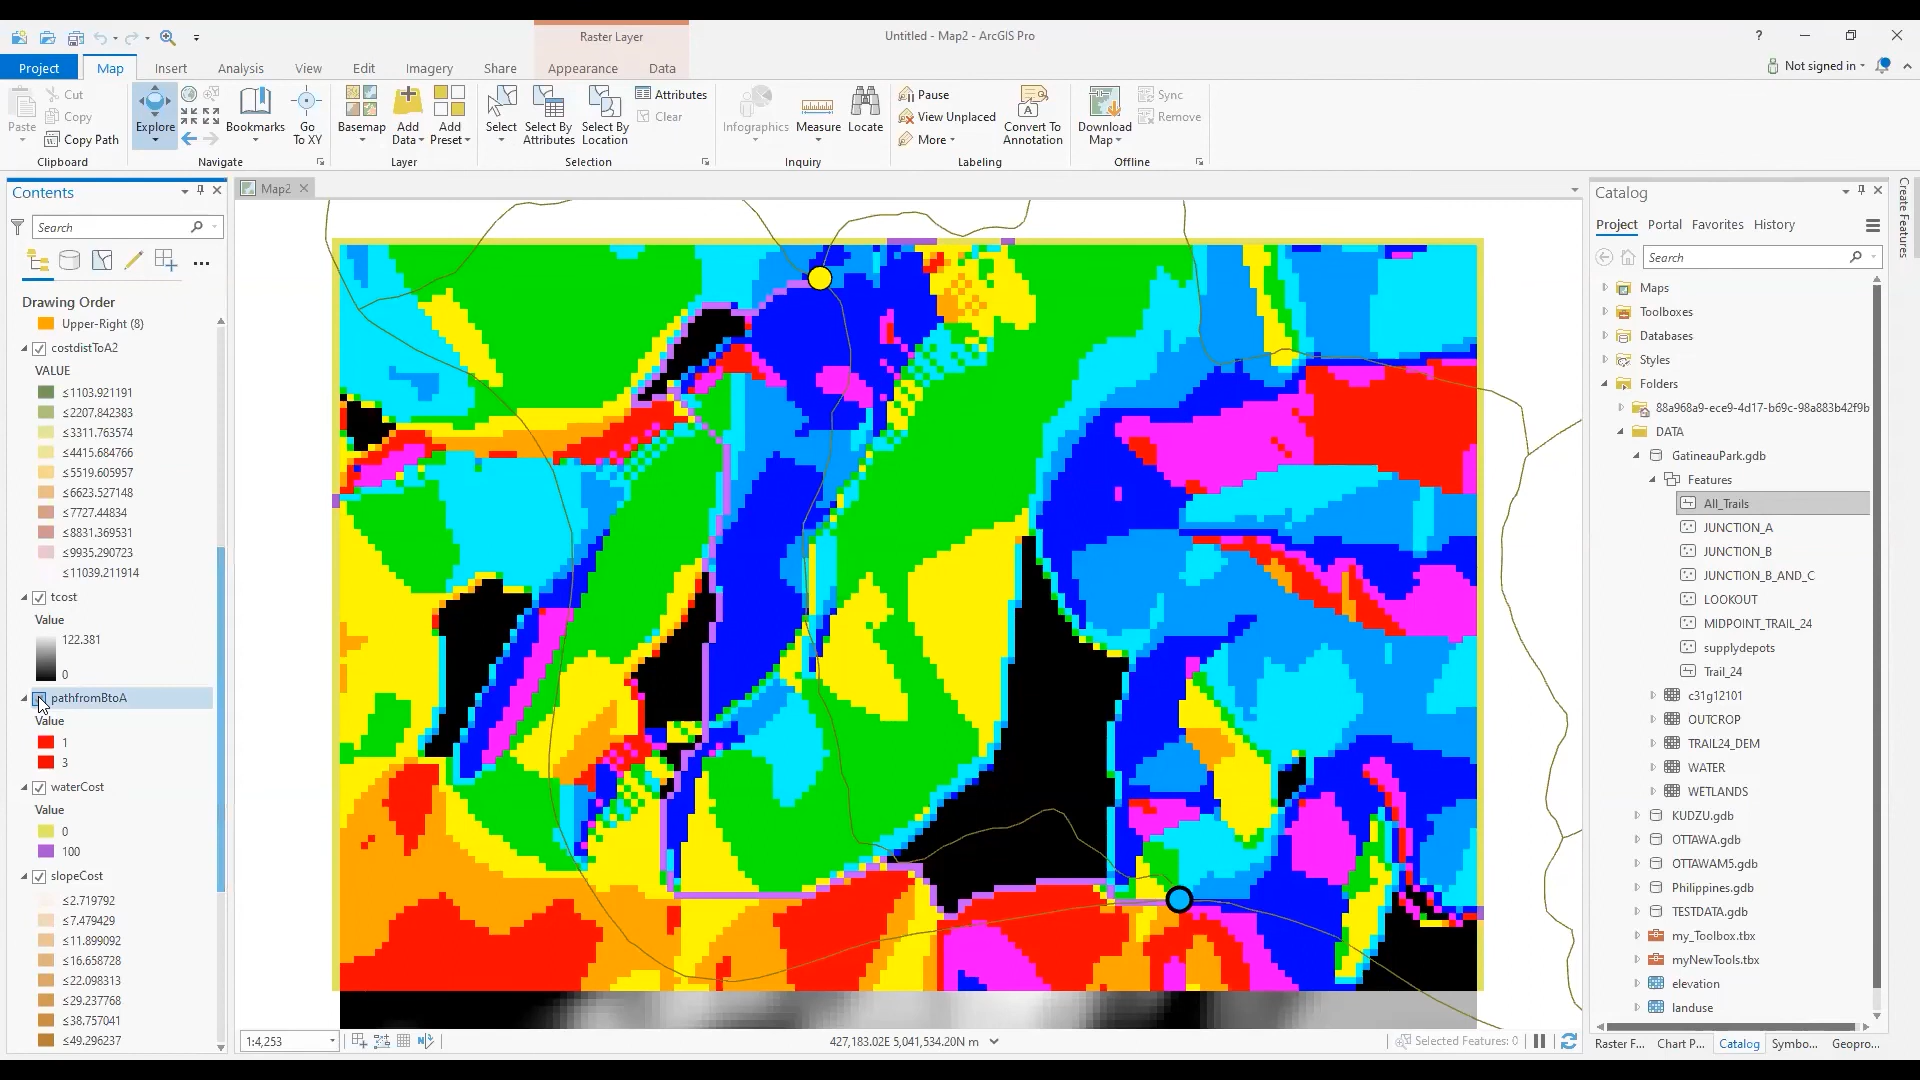 Raster Layer
Untitled - Map2 - ArcGIS Pro
?
Project Map Insert Analysis View Edit Imagery Share Appearance Data
Not signed in
Paste
Cut
Copy
Copy Path
Clipboard
Explore
Bookmarks
Go To XY
Navigate
Basemap
Add Data
Add Preset
Layer
Select
Select By Attributes
Select By Location
Attributes
Clear
Selection
Infographics
Measure
Locate
Inquiry
Pause
View Unplaced
More
Convert To Annotation
Labeling
Download Map
Sync
Remove
Offline
Contents
Search
Drawing Order
Upper-Right (8)
costdistToA2
VALUE
≤1103.921191
≤2207.842383
≤3311.763574
≤4415.684766
≤5519.605957
≤6623.527148
≤7727.44834
≤8831.369531
≤9935.290723
≤11039.211914
tcost
Value
122.381
0
pathfromBtoA
Value
1
3
waterCost
Value
0
100
slopeCost
≤2.719792
≤7.479429
≤11.899092
≤16.658728
≤22.098313
≤29.237768
≤38.757041
≤49.296237
Map2
1:4,253
427,183.02E 5,041,534.20N m
Selected Features: 0
Catalog
Project Portal Favorites History
Search
Maps
Toolboxes
Databases
Styles
Folders
88a968a9-ece9-4d17-b69c-98a883b42f9b
DATA
GatineauPark.gdb
Features
All_Trails
JUNCTION_A
JUNCTION_B
JUNCTION_B_AND_C
LOOKOUT
MIDPOINT_TRAIL_24
supplydepots
Trail_24
c31g12101
OUTCROP
TRAIL24_DEM
WATER
WETLANDS
KUDZU.gdb
OTTAWA.gdb
OTTAWAM5.gdb
Philippines.gdb
TESTDATA.gdb
my_Toolbox.tbx
myNewTools.tbx
elevation
landuse
Raster F... Chart P... Catalog Symbo... Geopro...
Create Features